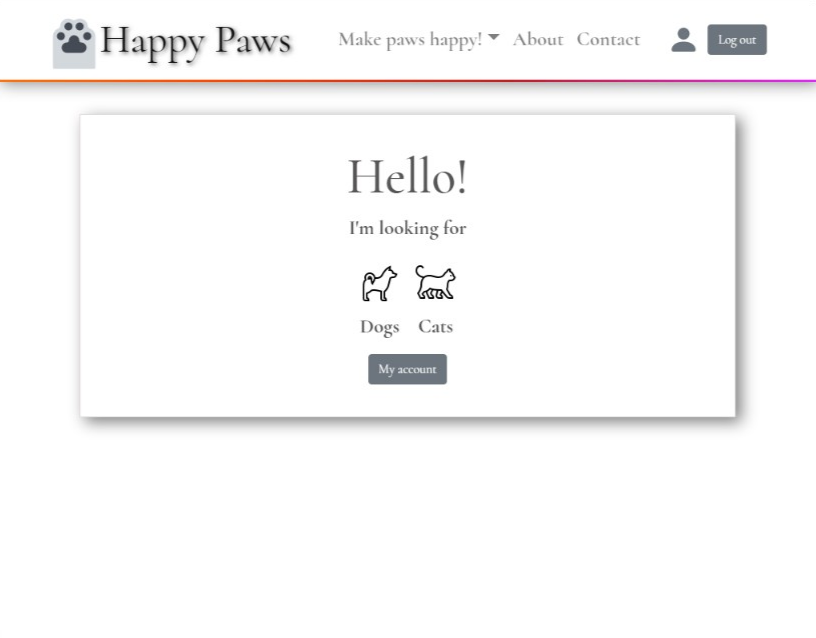 Happy Paws
Make paws happy! About Contact Log out
Hello!
I'm looking for
Dogs Cats
My account